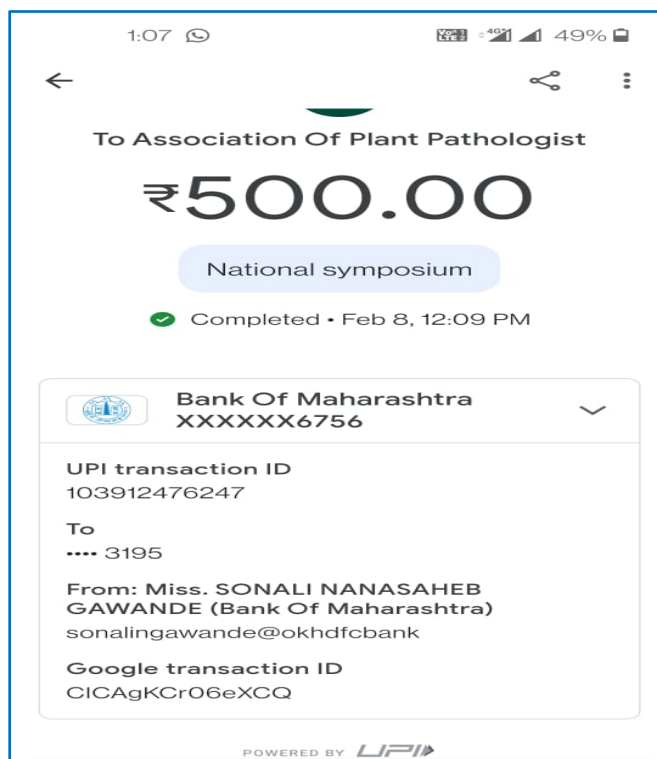 1:07 49%
To Association Of Plant Pathologist
₹500.00
National symposium
Completed • Feb 8, 12:09 PM
Bank Of Maharashtra
XXXXXX6756
UPI transaction ID
103912476247
To
•••• 3195
From: Miss. SONALI NANASAHEB
GAWANDE (Bank Of Maharashtra)
sonalingawande@okhdfcbank
Google transaction ID
CICAgKCr06eXCQ
POWERED BY UPI